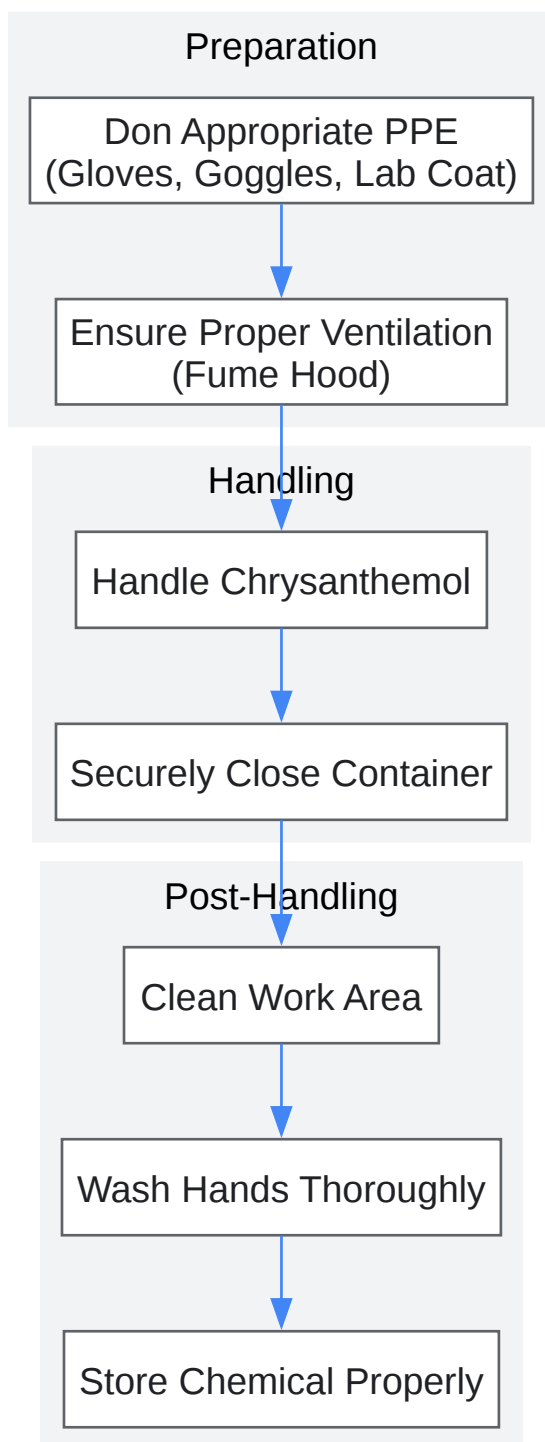 Preparation
Don Appropriate PPE
(Gloves, Goggles, Lab Coat)
Ensure Proper Ventilation
(Fume Hood)
Handling
Handle Chrysanthemol
Securely Close Container
Post-Handling
Clean Work Area
Wash Hands Thoroughly
Store Chemical Properly